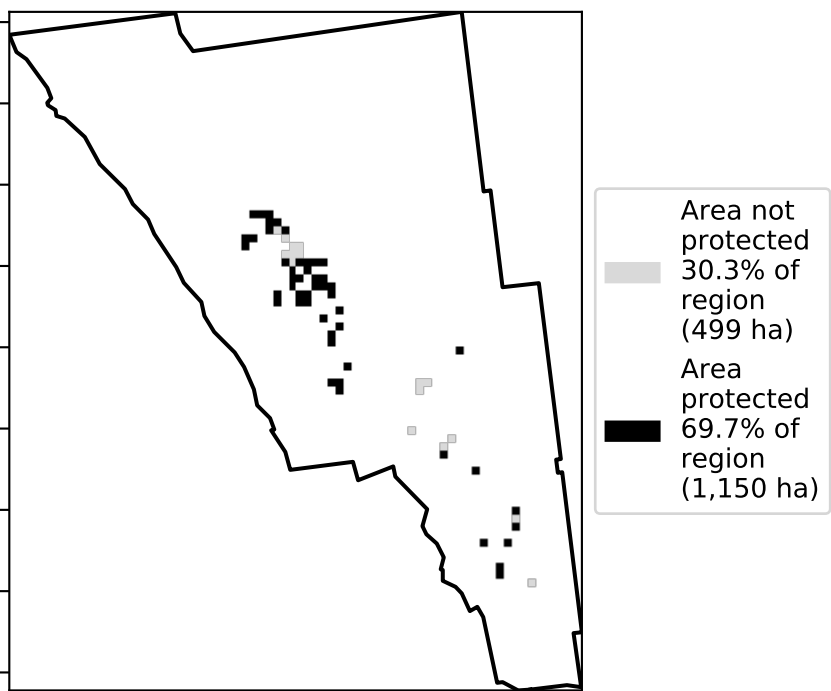 Area not
protected
30.3% of
region
(499 ha)
Area
protected
69.7% of
region
(1,150 ha)